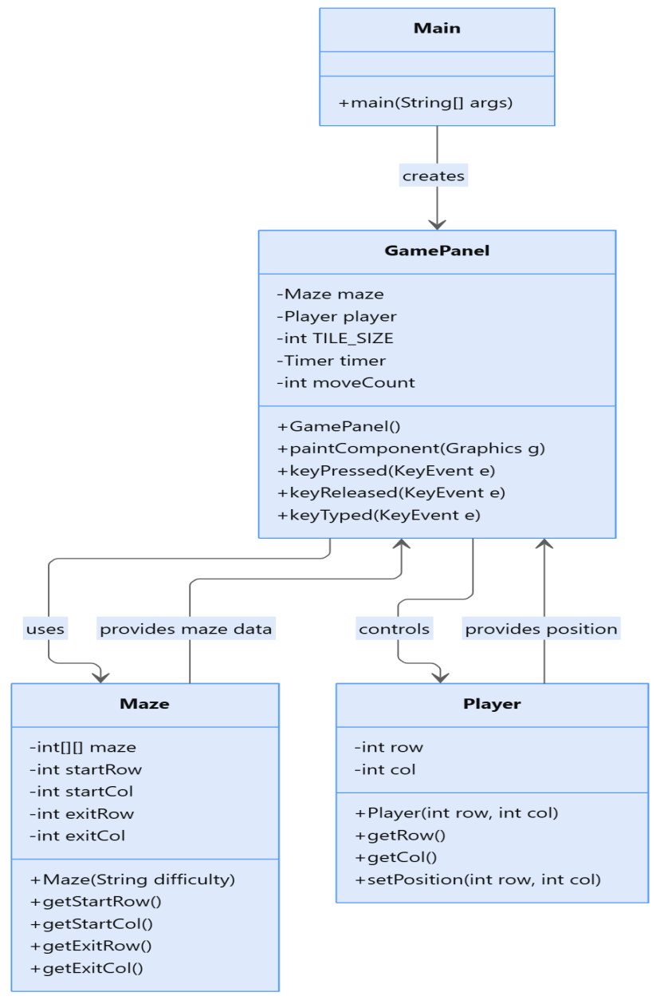 Main
+main(String[] args)
creates
GamePanel
-Maze maze
-Player player
-int TILE_SIZE
-Timer timer
-int moveCount
+GamePanel()
+paintComponent(Graphics g)
+keyPressed(KeyEvent e)
+keyReleased(KeyEvent e)
+keyTyped(KeyEvent e)
uses
provides maze data
controls
provides position
Maze
-int[][] maze
-int startRow
-int startCol
-int exitRow
-int exitCol
+Maze(String difficulty)
+getStartRow()
+getStartCol()
+getExitRow()
+getExitCol()
Player
-int row
-int col
+Player(int row, int col)
+getRow()
+getCol()
+setPosition(int row, int col)